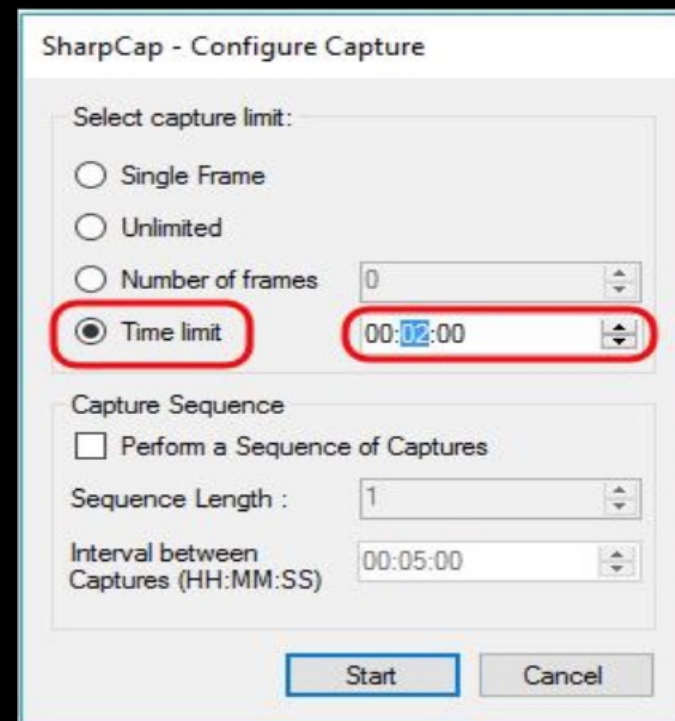 SharpCap - Configure Capture
Select capture limit:
Single Frame
Unlimited
Number of frames 0
Time limit 00:02:00
Capture Sequence
Perform a Sequence of Captures
Sequence Length : 1
Interval between
Captures (HH:MM:SS) 00:05:00
Start Cancel